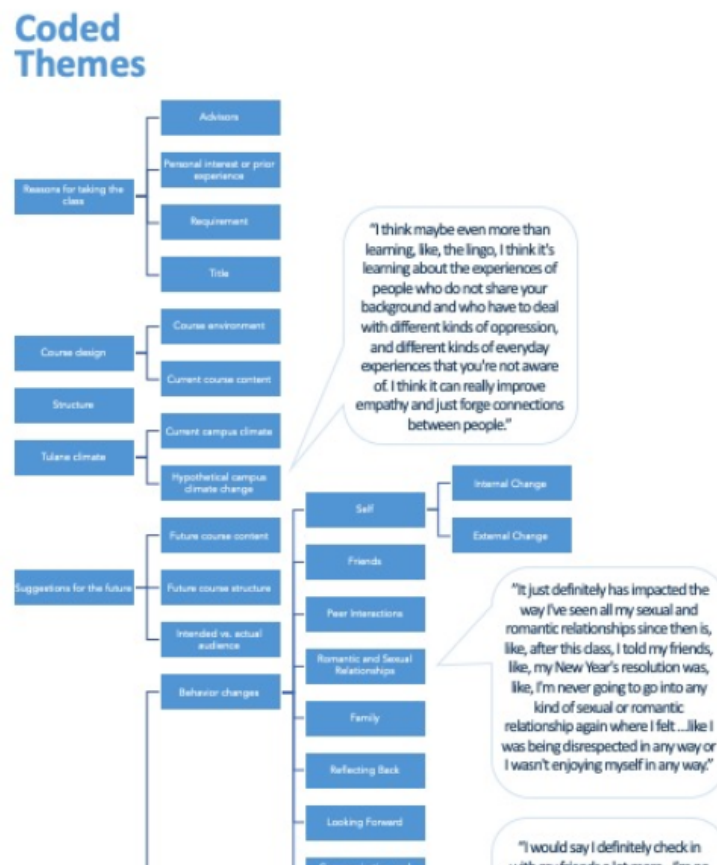 Coded
Themes
Advisors
Personal interest or prior
experience
Reasons for taking the
class
Requirement
Title
"I think maybe even more than
learning, like, the lingo, I think it's
learning about the experiences of
people who do not share your
background and who have to deal
with different kinds of oppression,
and different kinds of everyday
experiences that you're not aware
of. I think it can really improve
empathy and just forge connections
between people."
Course environment
Course design
Current course content
Structure
Current campus climate
Tulane climate
Hypothetical campus
climate change
Internal Change
Self
External Change
Future course content
Friends
Suggestions for the future
Future course structure
Peer Interactions
Intended vs. actual
audience
Romantic and Sexual
Relationships
"It just definitely has impacted the
way I've seen all my sexual and
romantic relationships since then is,
like, after this class, I told my friends,
like, my New Year's resolution was,
like, I'm never going to go into any
kind of sexual or romantic
relationship again where I felt ...like I
was being disrespected in any way or
I wasn't enjoying myself in any way."
Behavior changes
Family
Reflecting Back
Looking Forward
"I would say I definitely check in